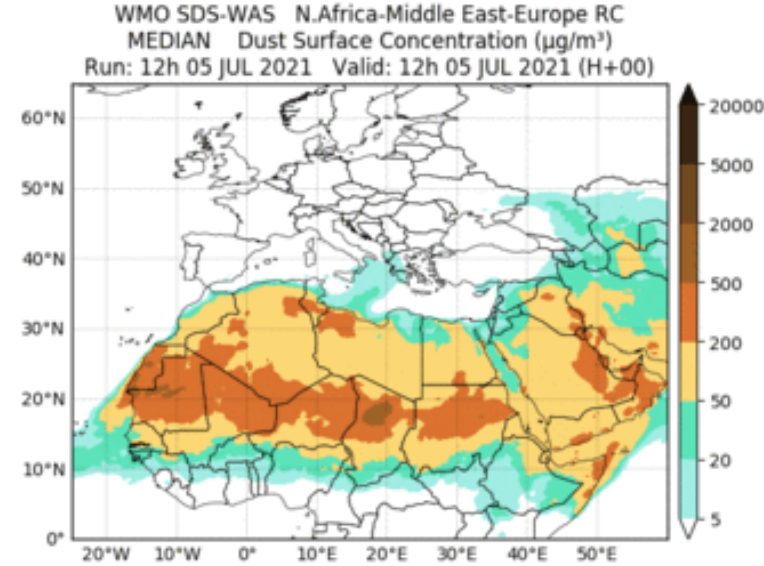 WMO SDS-WAS N.Africa-Middle East-Europe RC
MEDIAN Dust Surface Concentration (µg/m³)
Run: 12h 05 JUL 2021 Valid: 12h 05 JUL 2021 (H+00)
60°N
50°N
40°N
30°N
20°N
10°N
0°
20°W 10°W 0° 10°E 20°E 30°E 40°E 50°E
20000
5000
2000
500
200
50
20
5